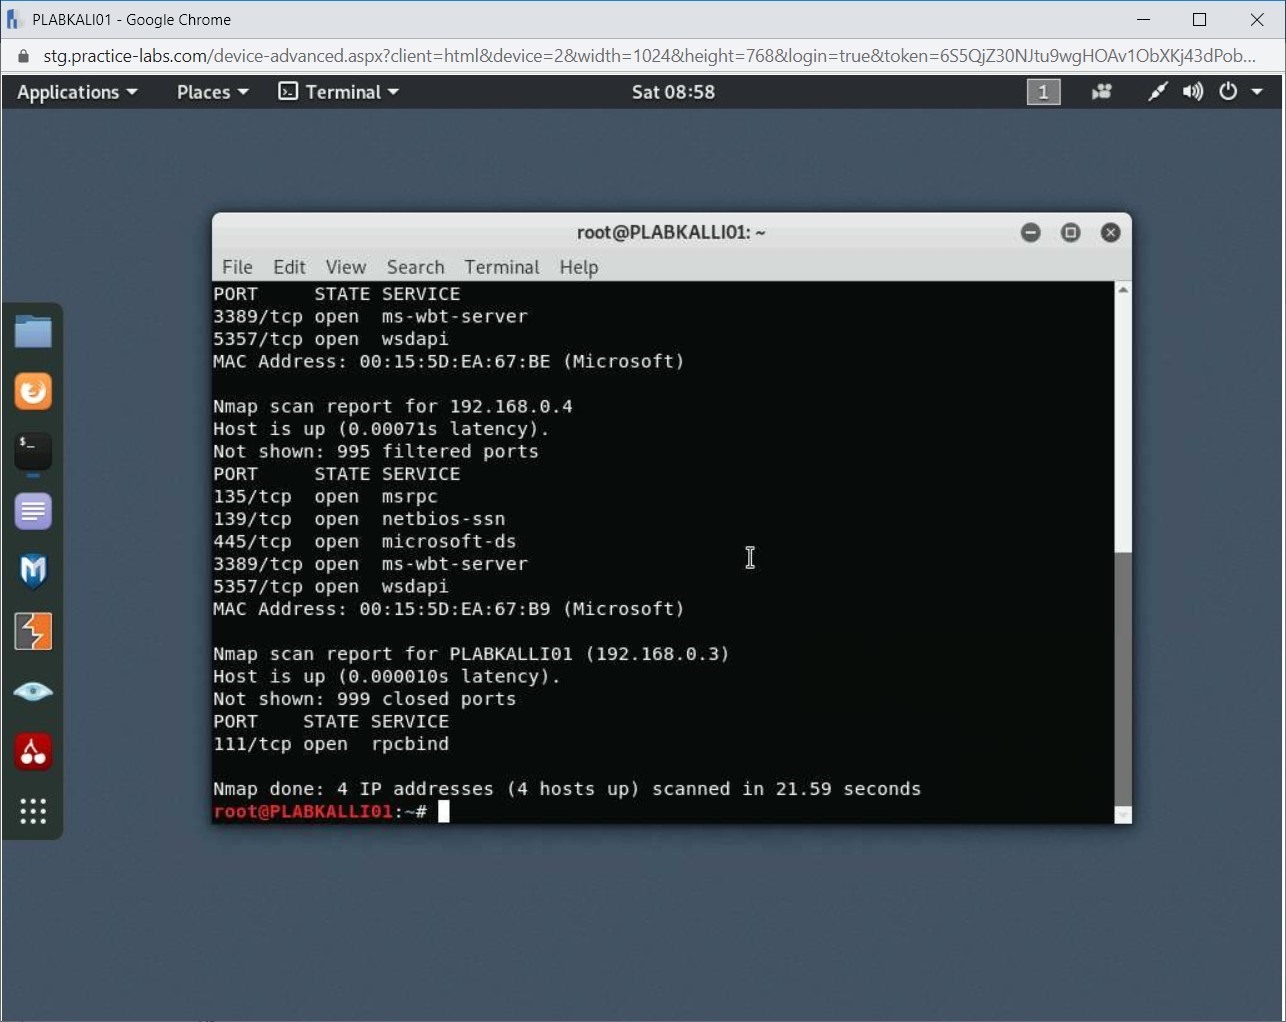 PLABKALI01 - Google Chrome
stg.practice-labs.com/device-advanced.aspx?client=html&device=2&width=1024&height=768&login=true&token=6S5QjZ30NJtu9wgHOAv1ObXKj43dPob...
Applications Places Terminal Sat 08:58 1
root@PLABKALLI01: ~
File Edit View Search Terminal Help
PORT     STATE SERVICE
3389/tcp open  ms-wbt-server
5357/tcp open  wsdapi
MAC Address: 00:15:5D:EA:67:BE (Microsoft)
Nmap scan report for 192.168.0.4
Host is up (0.00071s latency).
Not shown: 995 filtered ports
PORT     STATE SERVICE
135/tcp  open  msrpc
139/tcp  open  netbios-ssn
445/tcp  open  microsoft-ds
3389/tcp open  ms-wbt-server
5357/tcp open  wsdapi
MAC Address: 00:15:5D:EA:67:B9 (Microsoft)
Nmap scan report for PLABKALLI01 (192.168.0.3)
Host is up (0.000010s latency).
Not shown: 999 closed ports
PORT    STATE SERVICE
111/tcp open  rpcbind
Nmap done: 4 IP addresses (4 hosts up) scanned in 21.59 seconds
root@PLABKALLI01:~#
$_